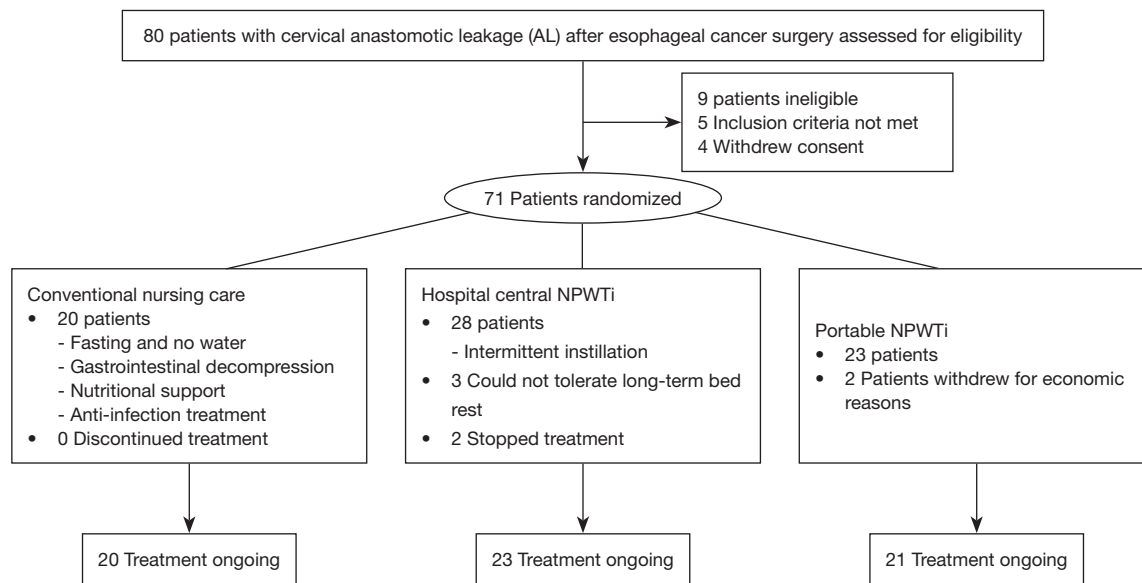 80 patients with cervical anastomotic leakage (AL) after esophageal cancer surgery assessed for eligibility
9 patients ineligible
5 Inclusion criteria not met
4 Withdrew consent
71 Patients randomized
Conventional nursing care
• 20 patients
- Fasting and no water
- Gastrointestinal decompression
- Nutritional support
- Anti-infection treatment
• 0 Discontinued treatment
Hospital central NPWTi
• 28 patients
- Intermittent instillation
• 3 Could not tolerate long-term bed
rest
• 2 Stopped treatment
Portable NPWTi
• 23 patients
• 2 Patients withdrew for economic
reasons
20 Treatment ongoing
23 Treatment ongoing
21 Treatment ongoing